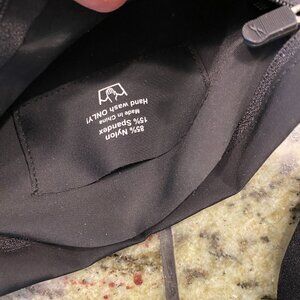 85% Nylon
15% Spandex
Made in China
Hand wash ONLY!